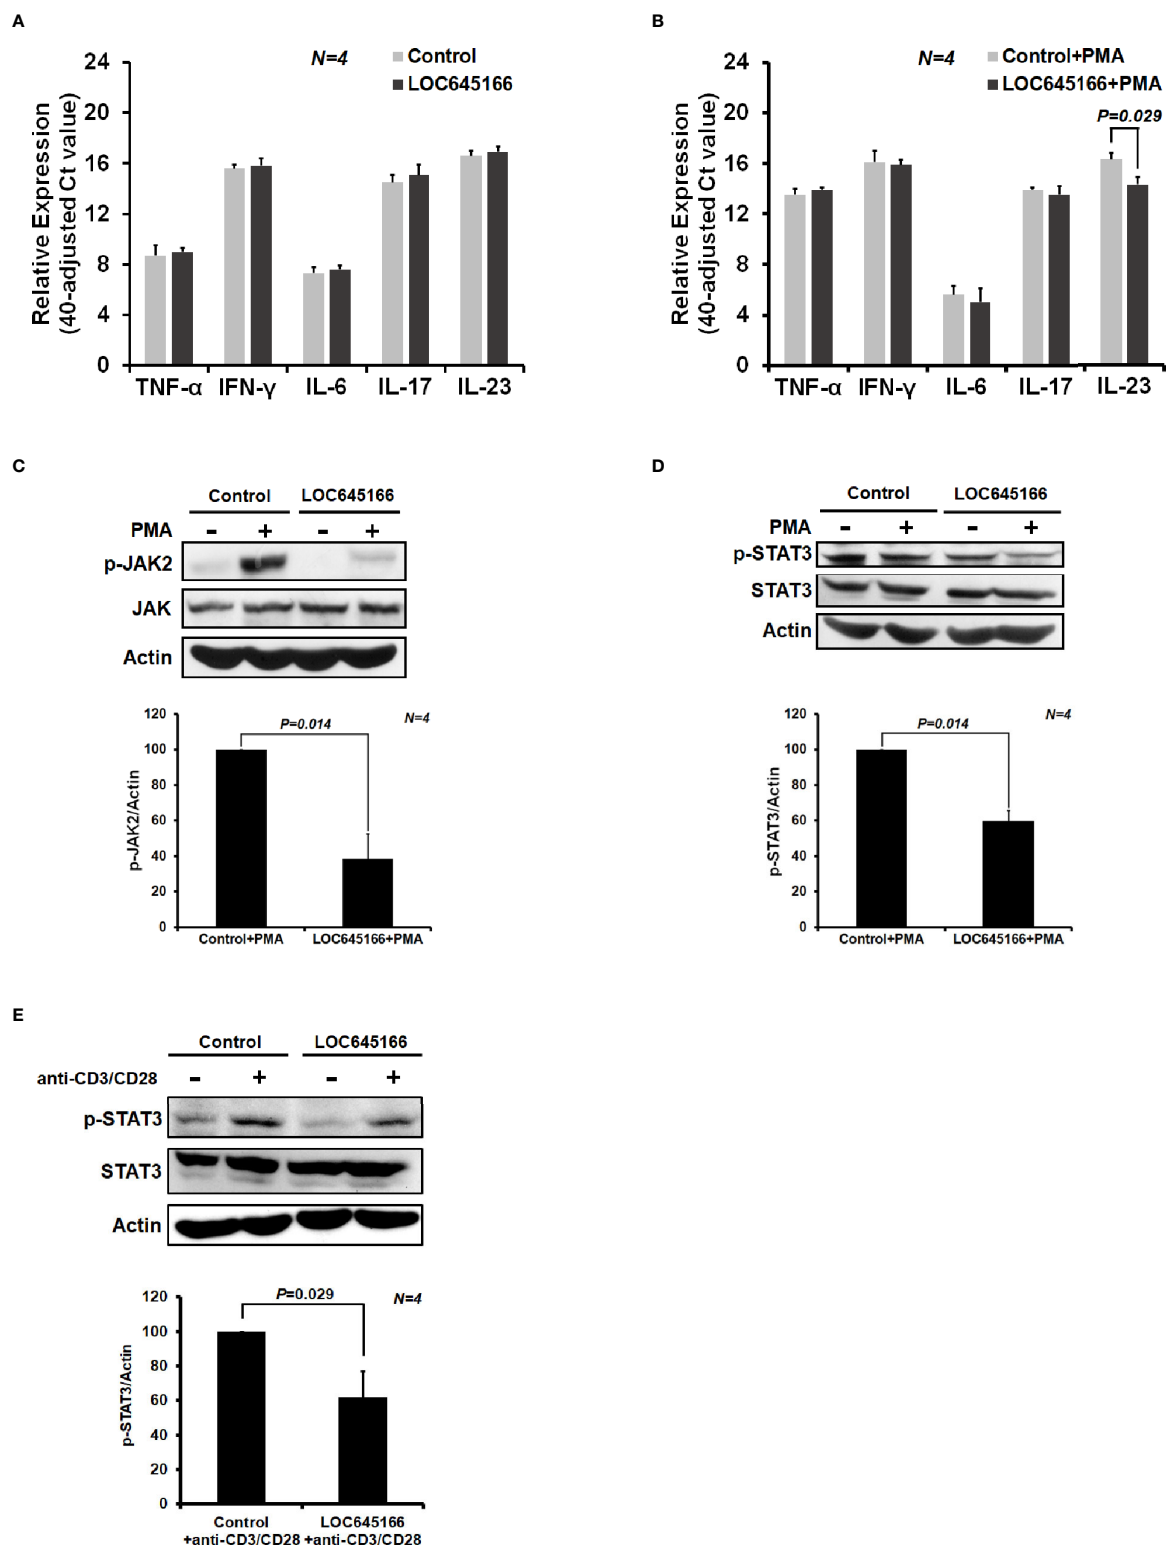 A
N=4
Control
LOC645166
Relative Expression
(40-adjusted Ct value)
24
20
16
12
8
4
0
TNF-α IFN-γ IL-6 IL-17 IL-23
B
N=4
Control+PMA
LOC645166+PMA
P=0.029
Relative Expression
(40-adjusted Ct value)
24
20
16
12
8
4
0
TNF-α IFN-γ IL-6 IL-17 IL-23
C
Control LOC645166
PMA - + - +
p-JAK2
JAK
Actin
N=4
P=0.014
p-JAK2/Actin
120
100
80
60
40
20
0
Control+PMA LOC645166+PMA
D
Control LOC645166
PMA - + - +
p-STAT3
STAT3
Actin
N=4
P=0.014
p-STAT3/Actin
120
100
80
60
40
20
0
Control+PMA LOC645166+PMA
E
Control LOC645166
anti-CD3/CD28 - + - +
p-STAT3
STAT3
Actin
P=0.029
N=4
p-STAT3/Actin
120
100
80
60
40
20
0
Control LOC645166
+anti-CD3/CD28 +anti-CD3/CD28